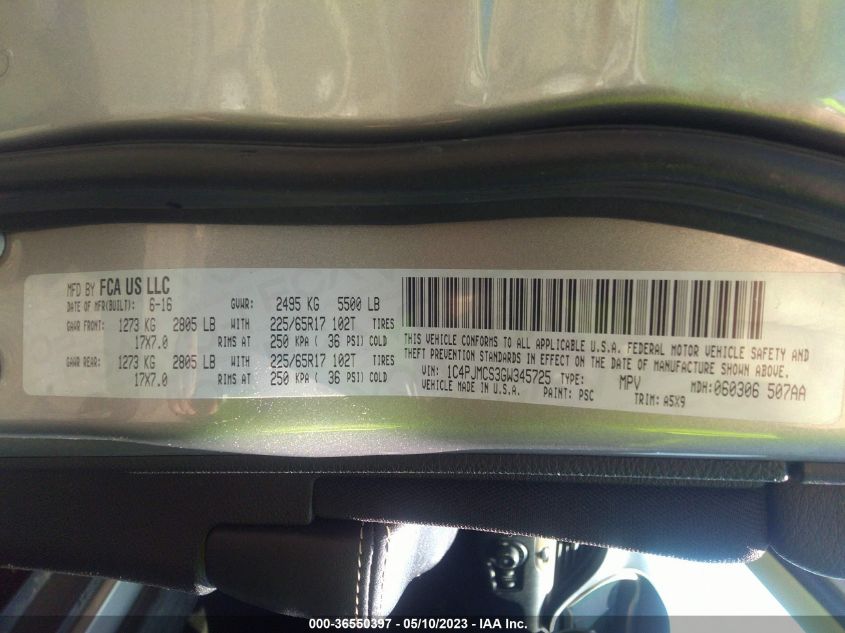 MFD BY FCA US LLC
DATE OF MFR(BUILT): 6-16 GVWR: 2495 KG 5500 LB
GAWR FRONT: 1273 KG 2805 LB WITH 225/65R17 102T TIRES
17X7.0 RIMS AT 250 KPA ( 36 PSI) COLD
GAWR REAR: 1273 KG 2805 LB WITH 225/65R17 102T TIRES
17X7.0 RIMS AT 250 KPA ( 36 PSI) COLD
THIS VEHICLE CONFORMS TO ALL APPLICABLE U.S.A. FEDERAL MOTOR VEHICLE SAFETY AND
THEFT PREVENTION STANDARDS IN EFFECT ON THE DATE OF MANUFACTURE SHOWN ABOVE.
VIN: 1C4PJMCS3GW345725 TYPE: MPV MDH: 060306 507AA
VEHICLE MADE IN U.S.A. PAINT: PSC TRIM: A5X9
000-36550397 / 05/10/2023 - IAA Inc.